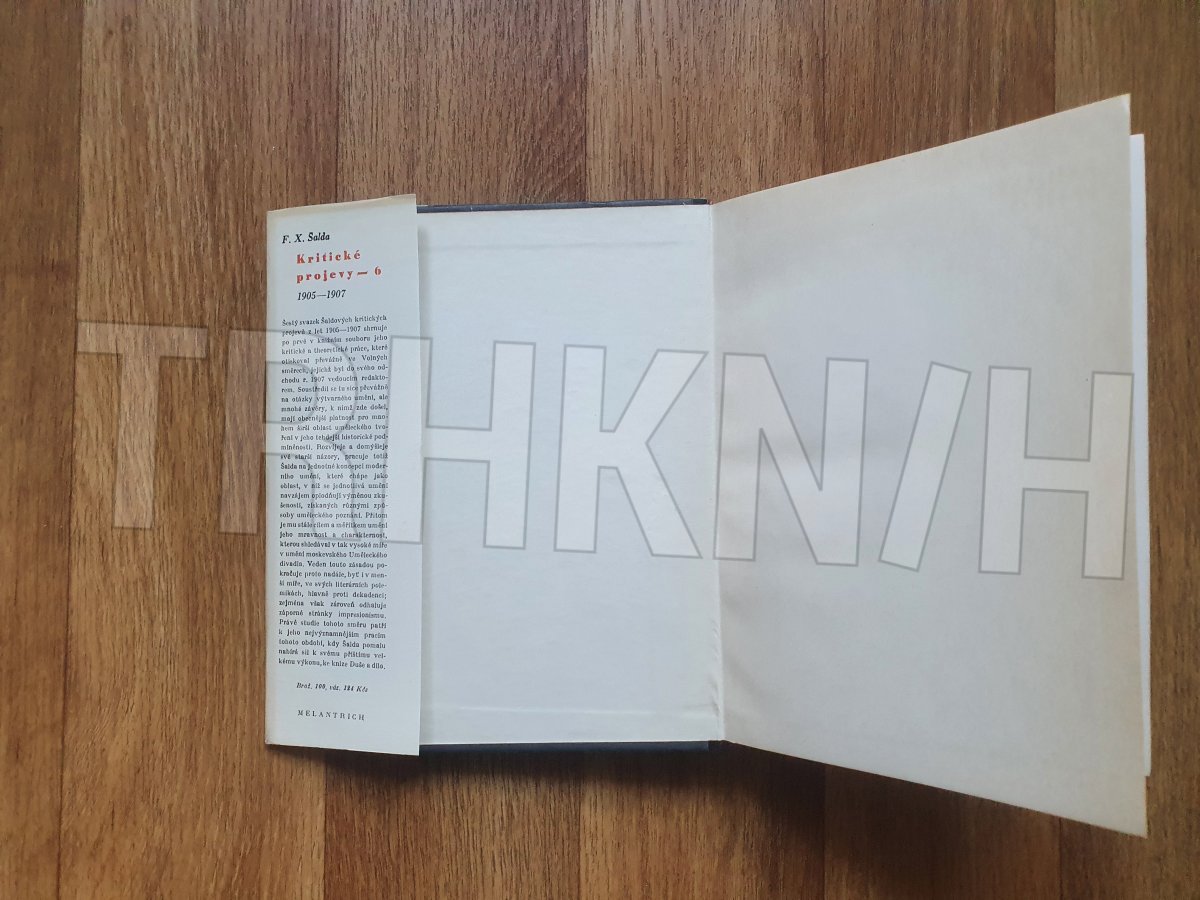 F. X. Šalda
Kritické
projevy — 6
1905—1907
Šestý svazek Šaldových kritických
projevů z let 1905—1907 shrnuje
po prvé v knižním souboru jeho
kritické a theoretické práce, které
otiskoval převážně ve Volných
směrech, jejichž byl do svého od-
chodu r. 1907 vedoucím redakto-
rem. Soustředil se tu sice převážně
na otázky výtvarného umění, ale
mnohé závěry, k nimž zde došel,
mají obecnější platnost pro mno-
hem širší oblast uměleckého tvo-
ření v jeho tehdejší historické pod-
míněnosti. Rozvíjeje a domýšleje
své starší názory, pracuje totiž
Šalda na jednotné koncepci moder-
ního umění, které chápe jako
oblast, v níž se jednotlivá umění
navzájem oplodňují výměnou zku-
šeností, získaných různými způ-
soby uměleckého poznání. Přitom
je mu stále cílem a měřítkem umění
jeho mravnost a charakternost,
kterou shledával v tak vysoké míře
v umění moskevského Uměleckého
divadla. Veden touto zásadou po-
kračuje proto nadále, byť i v men-
ší míře, ve svých literárních pole-
mikách, hlavně proti dekadenci;
zejména však zároveň odhaluje
záporné stránky impresionismu.
Právě studie tohoto směru patří
k jeho nejvýznamnějším pracím
tohoto období, kdy Šalda pomalu
nabírá sil k svému příštímu vel-
kému výkonu, ke knize Duše a dílo.
Brož. 100, váz. 124 Kčs
MELANTRICH
TRHKNIH